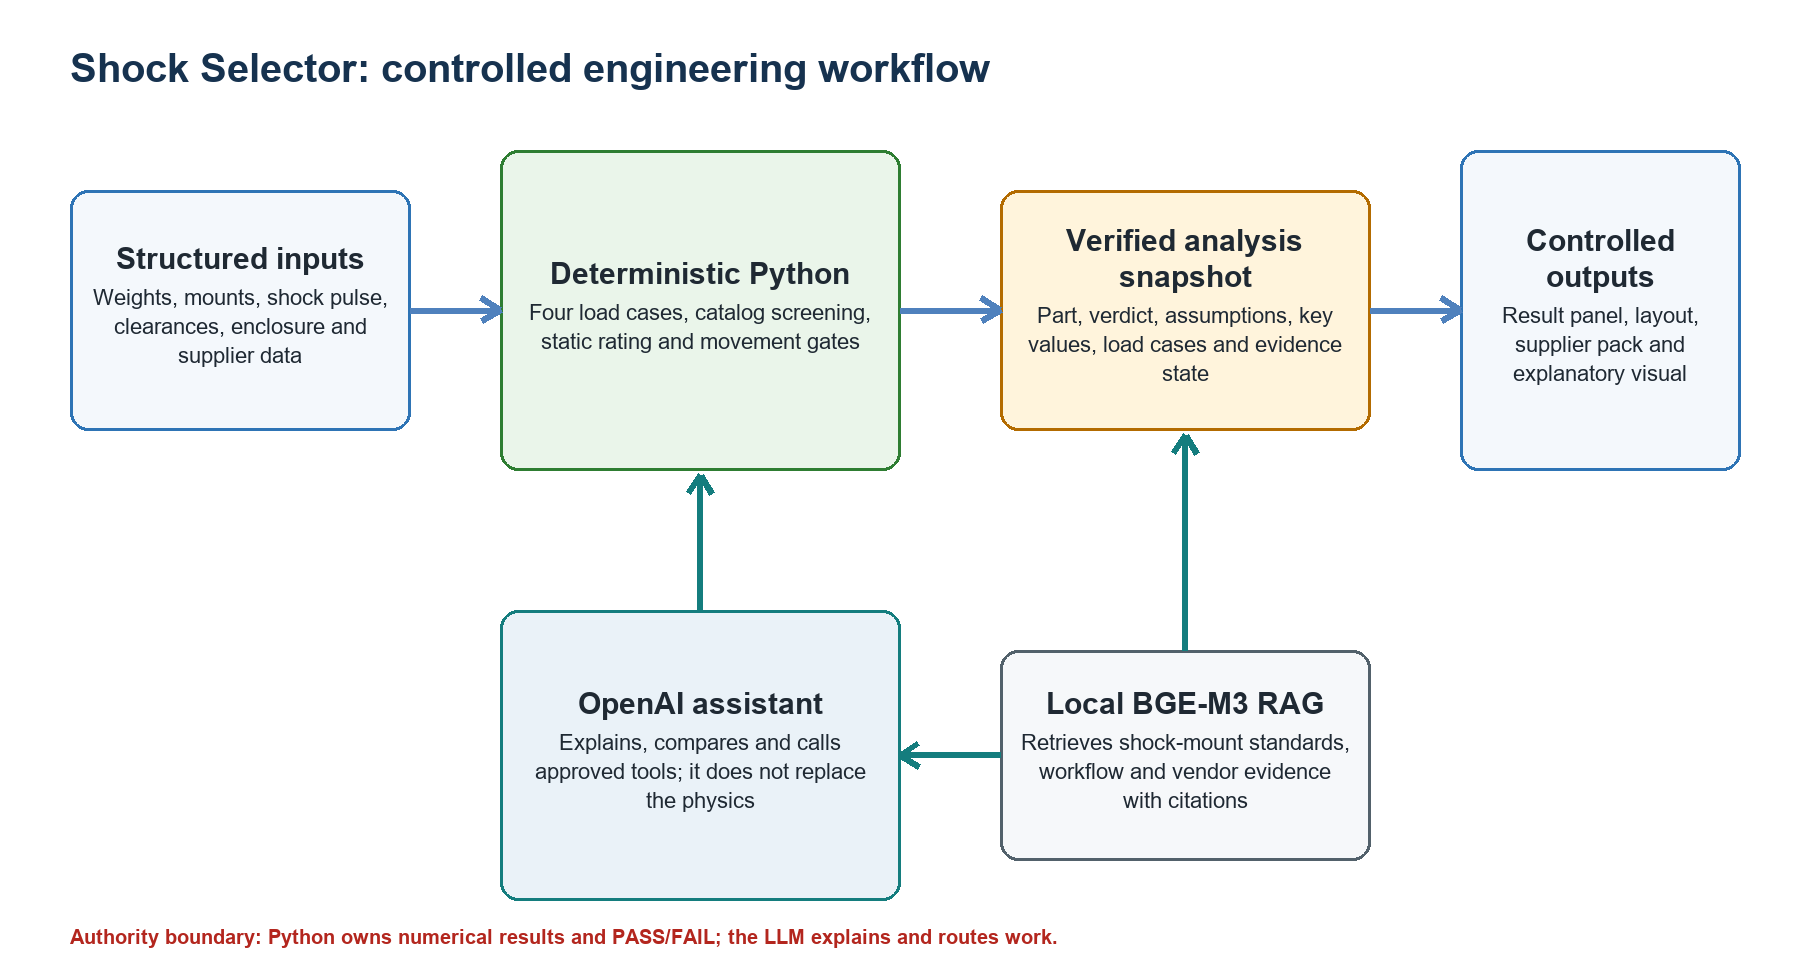 Shock Selector: controlled engineering workflow
Structured inputs
Weights, mounts, shock pulse,
clearances, enclosure and
supplier data
Deterministic Python
Four load cases, catalog screening,
static rating and movement gates
Verified analysis
snapshot
Part, verdict, assumptions, key
values, load cases and evidence
state
Controlled
outputs
Result panel, layout,
supplier pack and
explanatory visual
OpenAI assistant
Explains, compares and calls
approved tools; it does not replace
the physics
Local BGE-M3 RAG
Retrieves shock-mount standards,
workflow and vendor evidence
with citations
Authority boundary: Python owns numerical results and PASS/FAIL; the LLM explains and routes work.